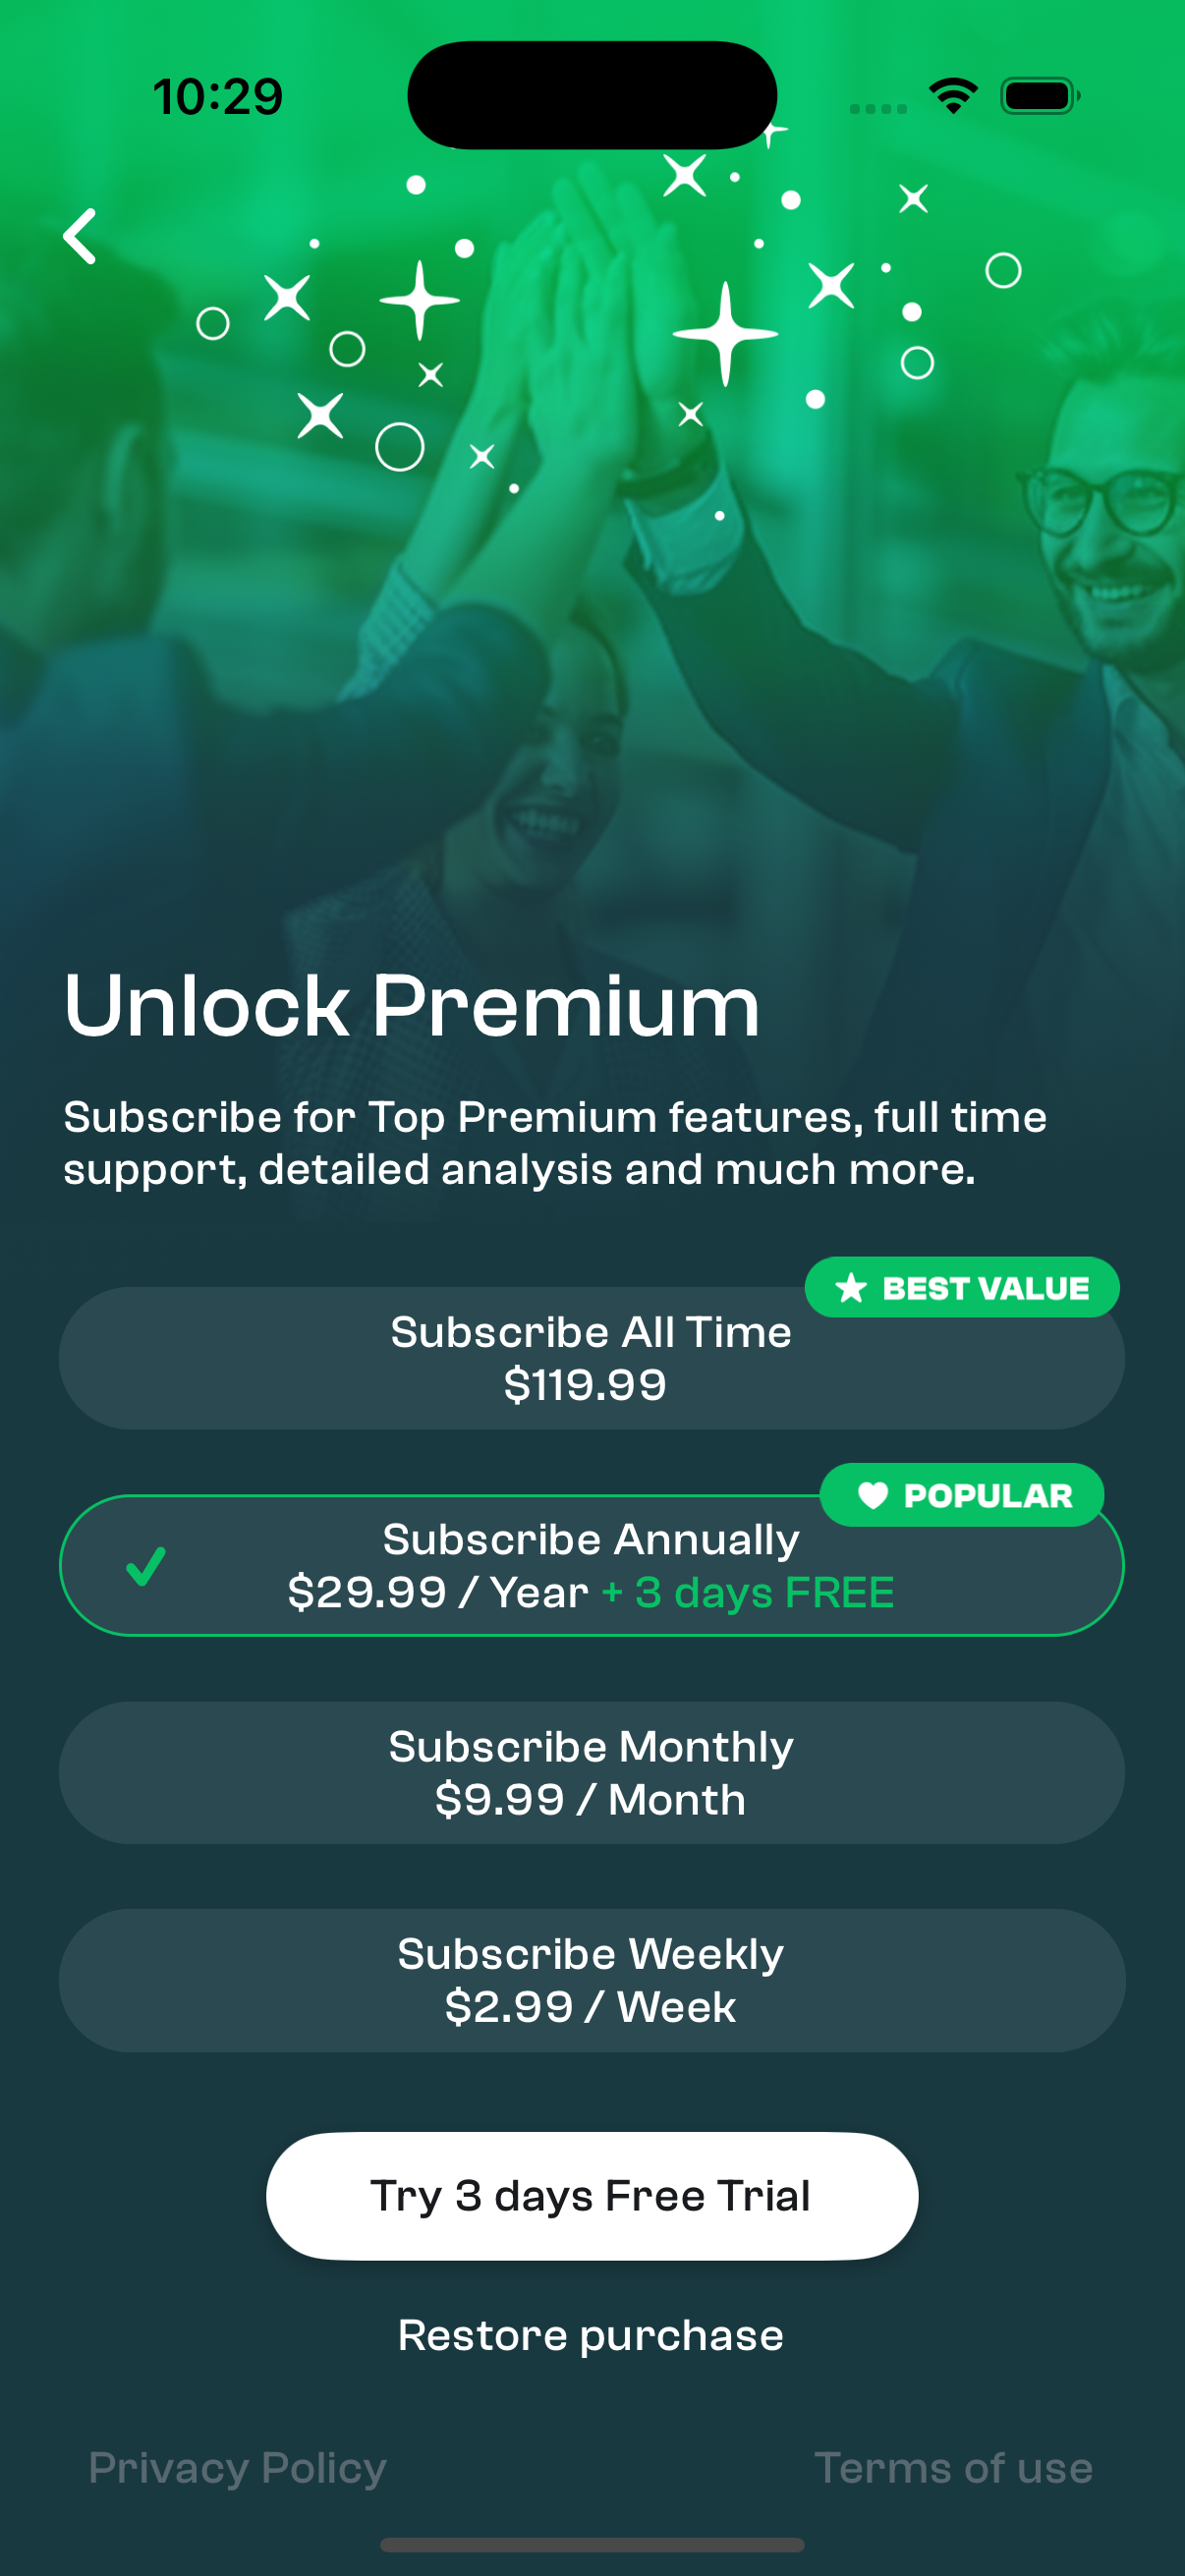 10:29
Unlock Premium
Subscribe for Top Premium features, full time
support, detailed analysis and much more.
BEST VALUE
Subscribe All Time
$119.99
POPULAR
Subscribe Annually
$29.99 / Year + 3 days FREE
Subscribe Monthly
$9.99 / Month
Subscribe Weekly
$2.99 / Week
Try 3 days Free Trial
Restore purchase
Privacy Policy
Terms of use